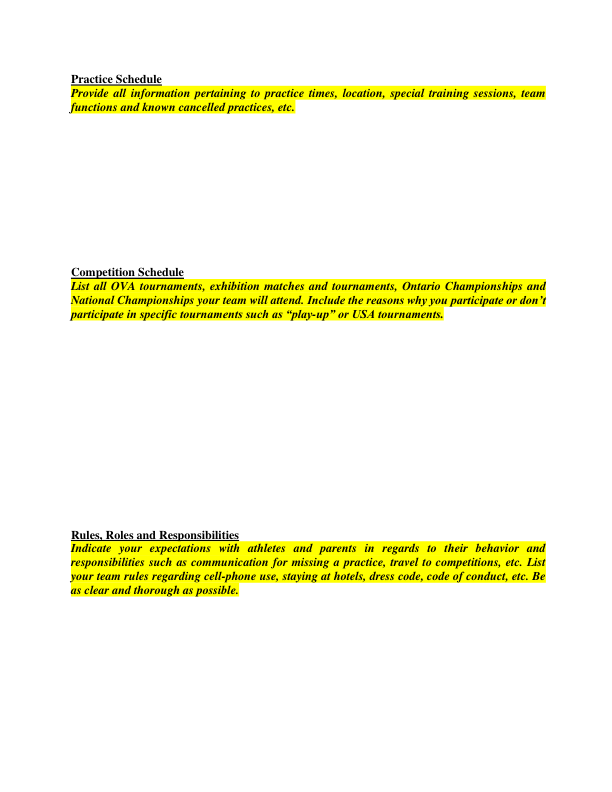 Practice Schedule
Provide all information pertaining to practice times, location, special training sessions, team
functions and known cancelled practices, etc.
Competition Schedule
List all OVA tournaments, exhibition matches and tournaments, Ontario Championships and
National Championships your team will attend. Include the reasons why you participate or don’t
participate in specific tournaments such as “play-up” or USA tournaments.
Rules, Roles and Responsibilities
Indicate your expectations with athletes and parents in regards to their behavior and
responsibilities such as communication for missing a practice, travel to competitions, etc. List
your team rules regarding cell-phone use, staying at hotels, dress code, code of conduct, etc. Be
as clear and thorough as possible.